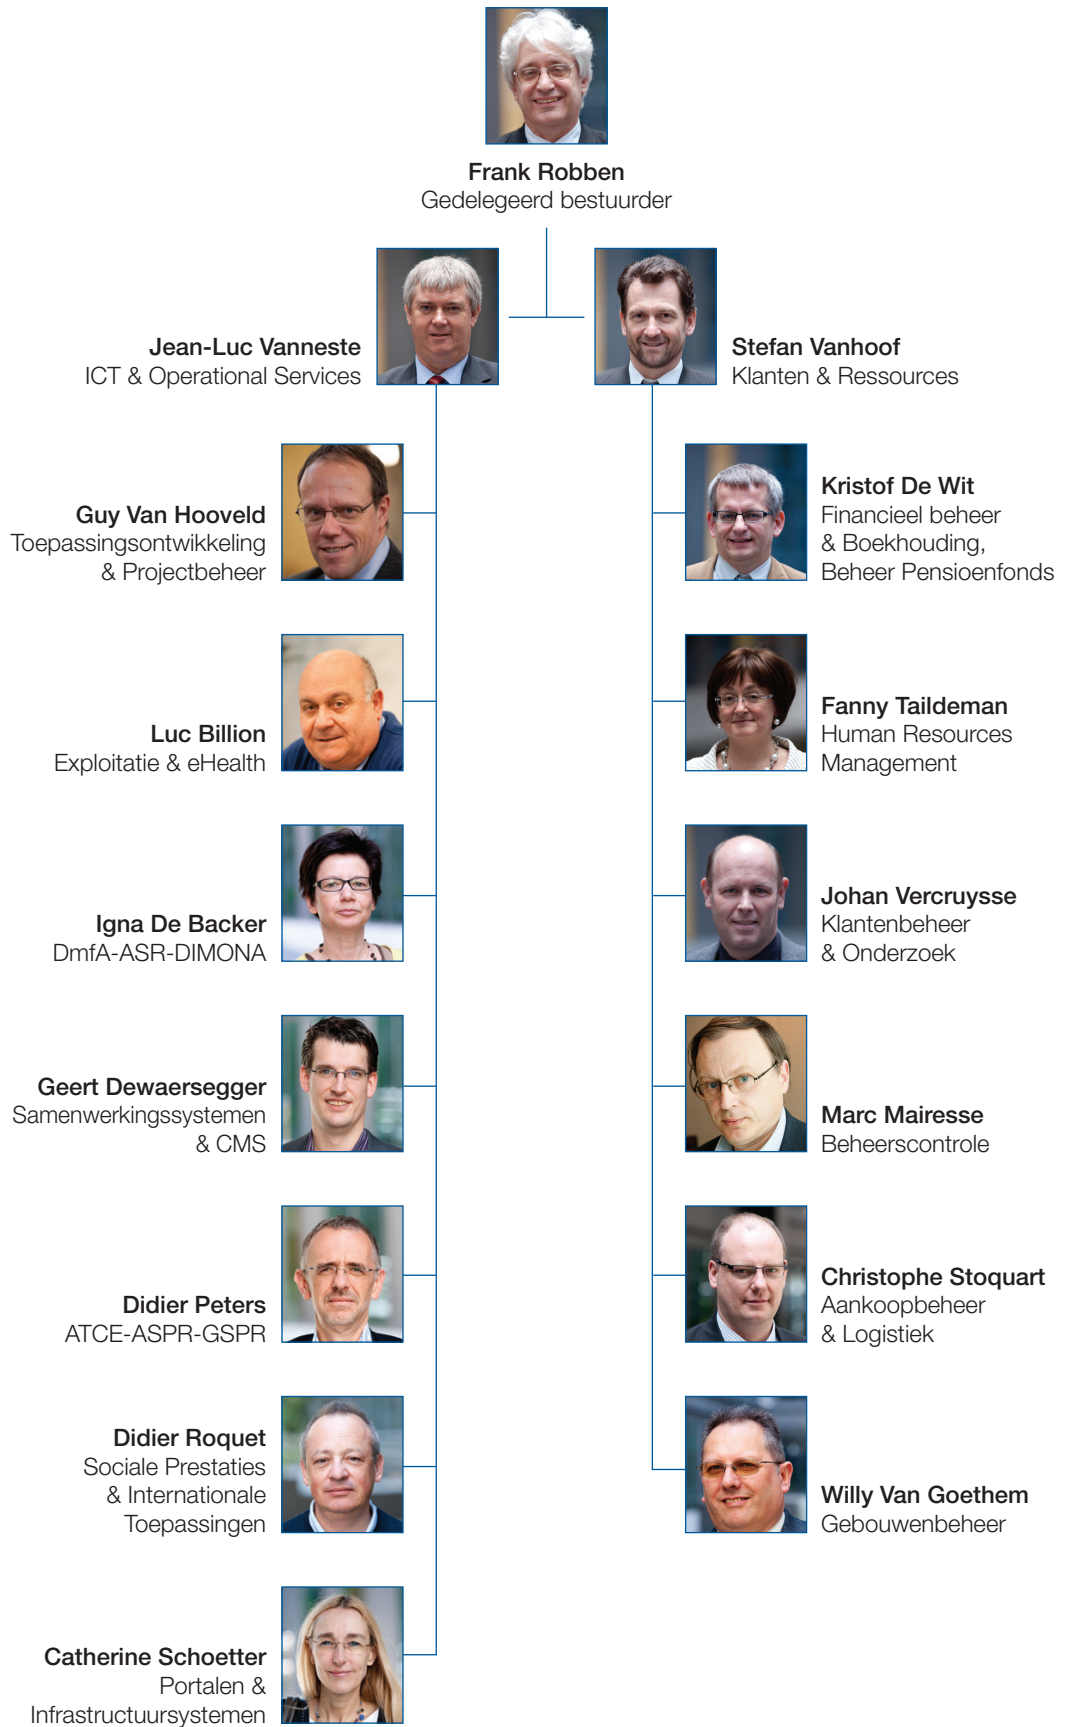 Frank Robben
Gedelegeerd bestuurder
Jean-Luc Vanneste
ICT & Operational Services
Stefan Vanhoof
Klanten & Ressources
Guy Van Hooveld
Toepassingsontwikkeling
& Projectbeheer
Luc Billion
Exploitatie & eHealth
Igna De Backer
DmfA-ASR-DIMONA
Geert Dewaersegger
Samenwerkingssystemen
& CMS
Didier Peters
ATCE-ASPR-GSPR
Didier Roquet
Sociale Prestaties
& Internationale
Toepassingen
Catherine Schoetter
Portalen &
Infrastructuursystemen
Kristof De Wit
Financieel beheer
& Boekhouding,
Beheer Pensioenfonds
Fanny Taildeman
Human Resources
Management
Johan Vercruysse
Klantenbeheer
& Onderzoek
Marc Mairesse
Beheerscontrole
Christophe Stoquart
Aankoopbeheer
& Logistiek
Willy Van Goethem
Gebouwenbeheer